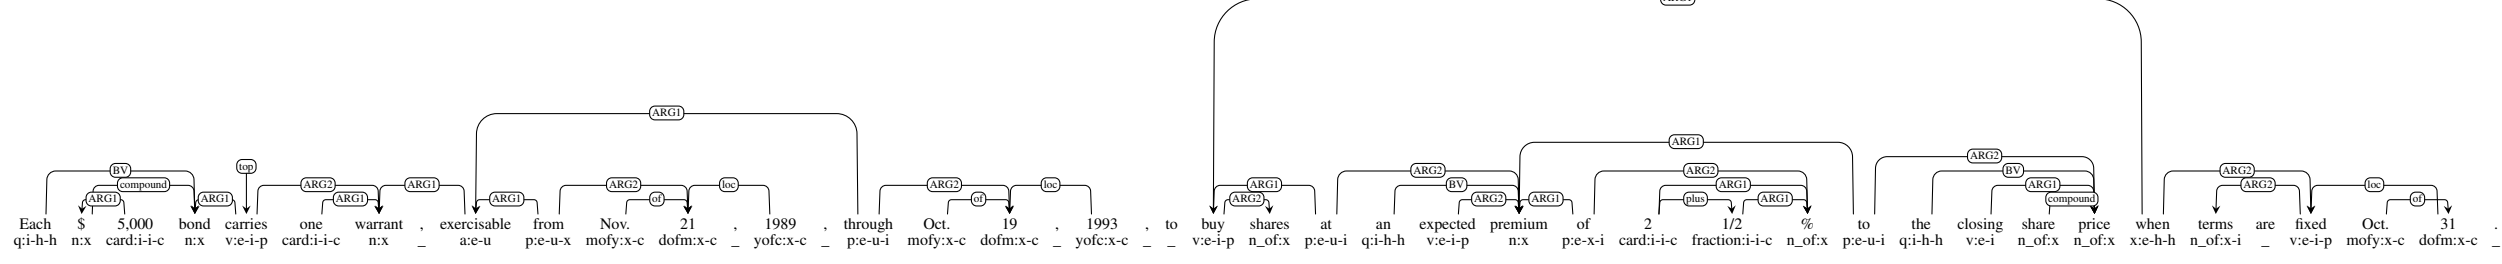 ARG1
ARG1
ARG1
BV top ARG2
compound ARG2 ARG1 ARG2 loc ARG2 loc ARG1 ARG2 BV ARG2 BV ARG1 ARG2 loc
ARG1 ARG1 ARG1 ARG1 of of ARG2 ARG2 ARG1 plus ARG1 compound ARG2 of
Each $ 5,000 bond carries one warrant , exercisable from Nov. 21 , 1989 , through Oct. 19 , 1993 , to buy shares at an expected premium of 2 1/2 % to the closing share price when terms are fixed Oct. 31 .
q:i-h-h n:x card:i-i-c n:x v:e-i-p card:i-i-c n:x _ a:e-u p:e-u-x mofy:x-c dofm:x-c _ yofc:x-c _ p:e-u-i mofy:x-c dofm:x-c _ yofc:x-c _ _ v:e-i-p n_of:x p:e-u-i q:i-h-h v:e-i-p n:x p:e-x-i card:i-i-c fraction:i-i-c n_of:x p:e-u-i q:i-h-h v:e-i n_of:x n_of:x x:e-h-h n_of:x-i _ v:e-i-p mofy:x-c dofm:x-c _